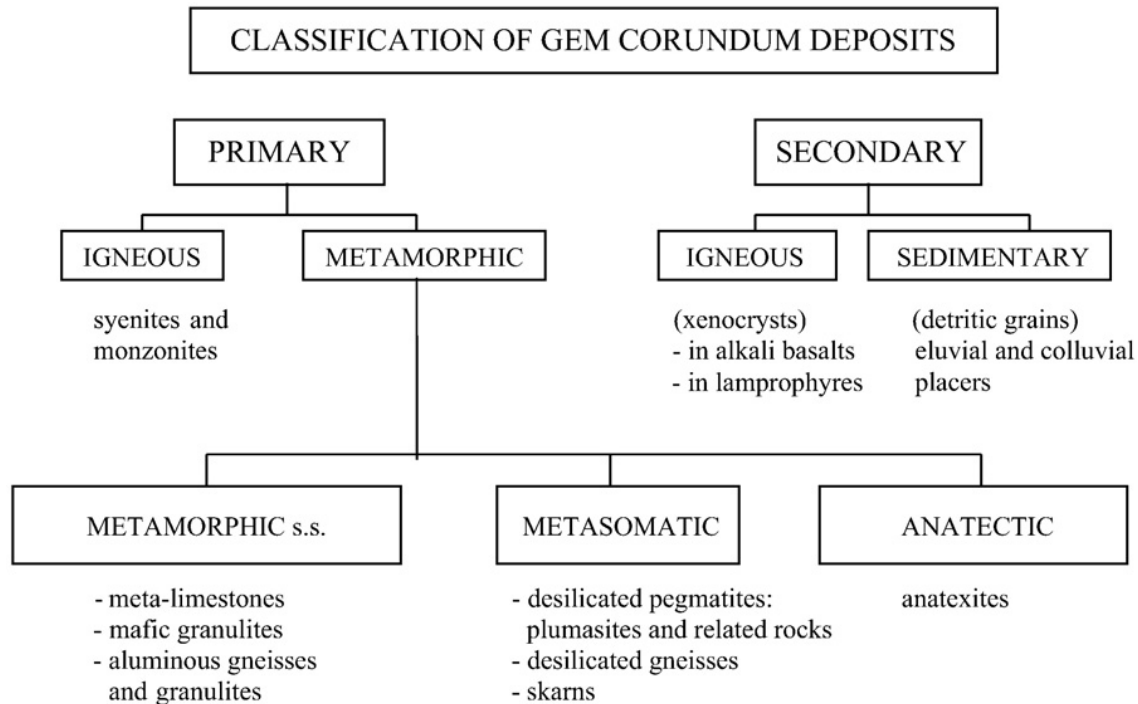 CLASSIFICATION OF GEM CORUNDUM DEPOSITS
PRIMARY
SECONDARY
IGNEOUS
METAMORPHIC
IGNEOUS
SEDIMENTARY
syenites and
monzonites
(xenocrysts)
- in alkali basalts
- in lamprophyres
(detritic grains)
eluvial and colluvial
placers
METAMORPHIC s.s.
METASOMATIC
ANATECTIC
- meta-limestones
- mafic granulites
- aluminous gneisses
and granulites
- desilicated pegmatites:
plumasites and related rocks
- desilicated gneisses
- skarns
anatexites